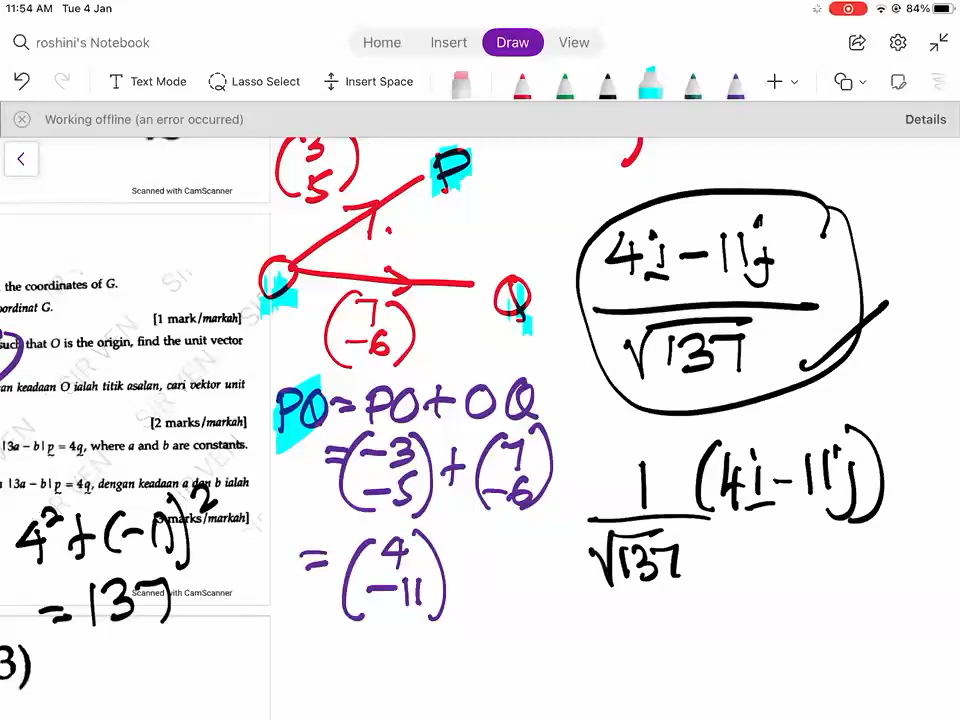 11:54 AM Tue 4 Jan
84%
roshini's Notebook
Home Insert Draw View
Text Mode
Lasso Select
Insert Space
Working offline (an error occurred)
Details
Scanned with CamScanner
the coordinates of G.
oordinat G.
[1 mark/markah]
such that O is the origin, find the unit vector
an keadaan O ialah titik asalan, cari vektor unit
[2 marks/markah]
|3a − b|p = 4q, where a and b are constants.
|3a − b|p = 4q, dengan keadaan a dan b ialah
marks/markah]
Scanned with CamScanner
SIR VEN
4² + (−11)²
= 137
3)
(3
5)
P
O
Q
(7
−6)
PQ = PO + OQ
= (−3 −5) + (7 −6)
= (4 −11)
4i − 11j
√137
1/√137 (4i − 11j)